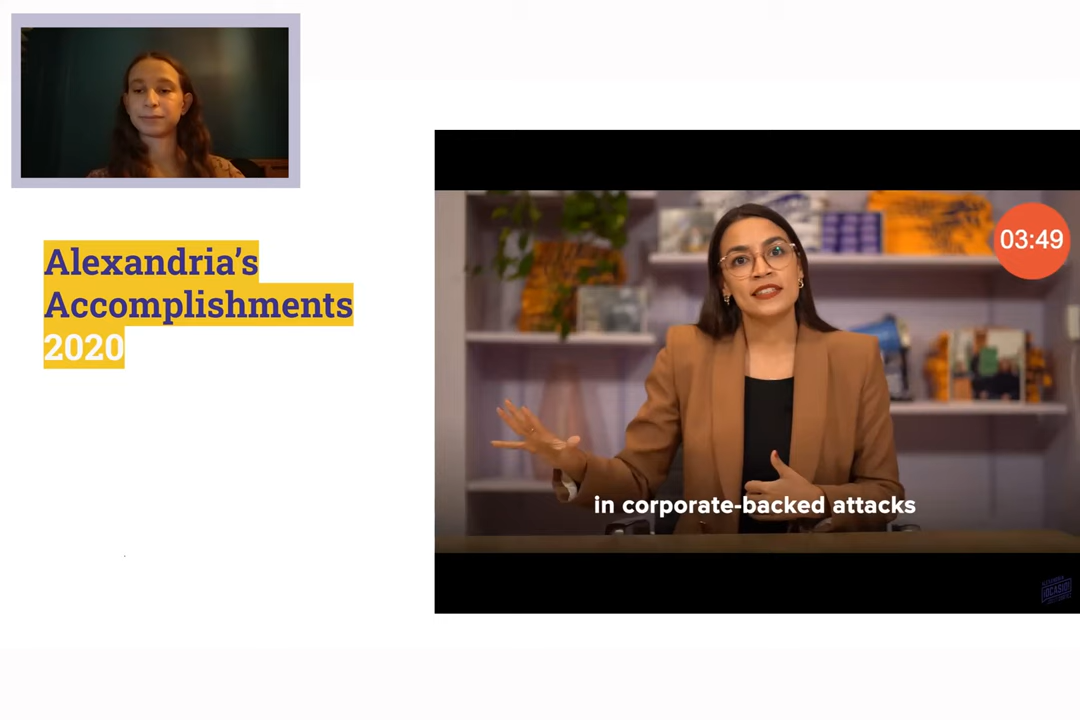 Alexandria’s
Accomplishments
2020
03:49
in corporate-backed attacks